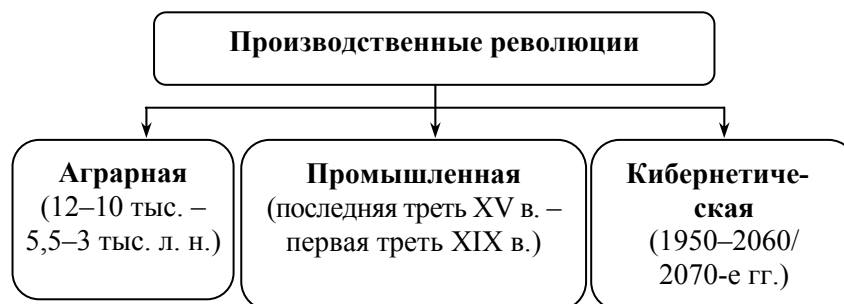 Производственные революции
Аграрная
(12–10 тыс. –
5,5–3 тыс. л. н.)
Промышленная
(последняя треть XV в. –
первая треть XIX в.)
Кибернетиче-
ская
(1950–2060/
2070-е гг.)